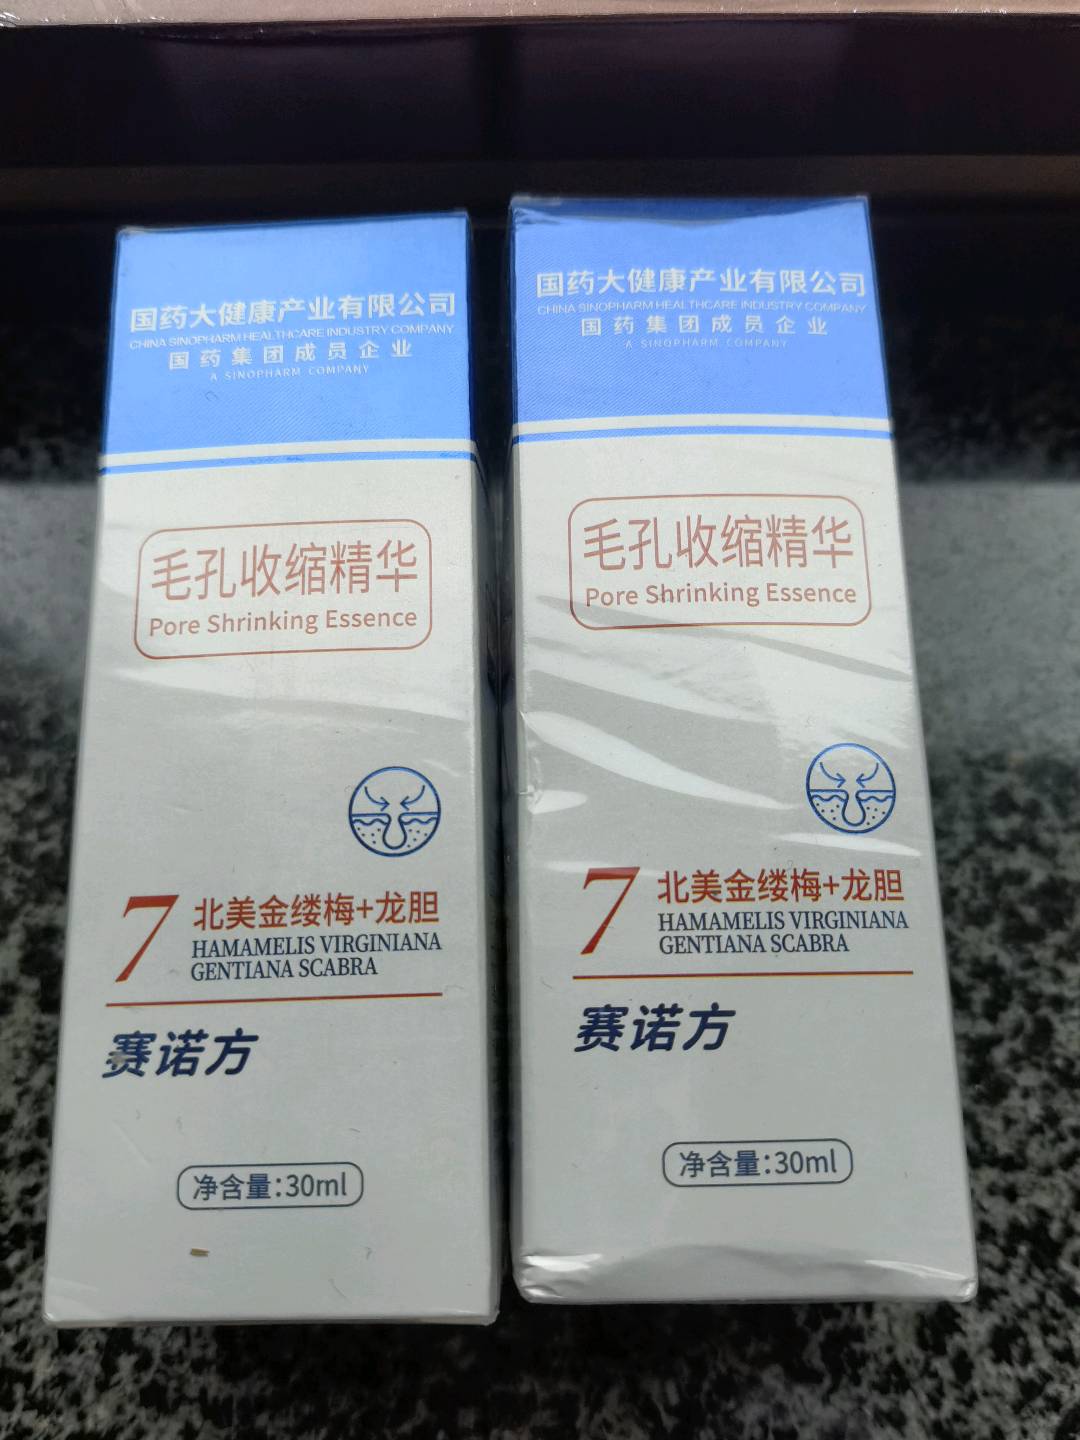 国药大健康产业有限公司
CHINA SINOPHARM HEALTHCARE INDUSTRY COMPANY
国药集团成员企业
A SINOPHARM COMPANY
毛孔收缩精华
Pore Shrinking Essence
7 北美金缕梅+龙胆
HAMAMELIS VIRGINIANA
GENTIANA SCABRA
赛诺方
净含量:30ml
国药大健康产业有限公司
CHINA SINOPHARM HEALTHCARE INDUSTRY COMPANY
国药集团成员企业
A SINOPHARM COMPANY
毛孔收缩精华
Pore Shrinking Essence
7 北美金缕梅+龙胆
HAMAMELIS VIRGINIANA
GENTIANA SCABRA
赛诺方
净含量:30ml